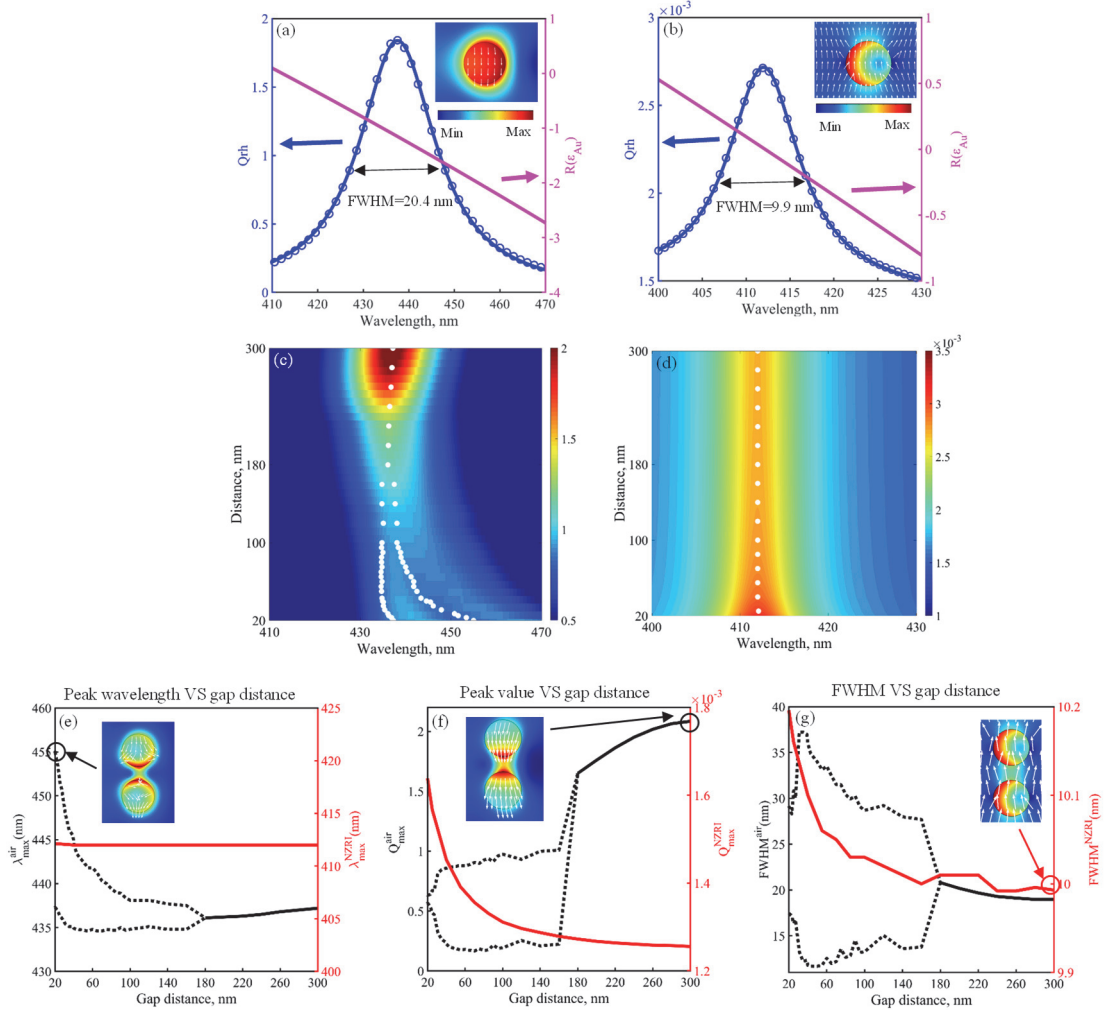 (a)
Qrh
2
1.5
1
0.5
0
Min Max
FWHM=20.4 nm
1
0
-1
-2
-3
-4
R(ε_Au)
410 420 430 440 450 460 470
Wavelength, nm
×10⁻³
(b)
Qrh
3
2.5
2
1.5
Min Max
FWHM=9.9 nm
1
0.5
0
-0.5
-1
R(ε_Au)
400 405 410 415 420 425 430
Wavelength, nm
(c)
Distance, nm
300
180
100
20
410 430 450 470
Wavelength, nm
2
1.5
1
0.5
(d)
Distance, nm
300
180
100
20
400 410 420 430
Wavelength, nm
×10⁻³
3.5
3
2.5
2
1.5
1
Peak wavelength VS gap distance
(e)
λ_max^air(nm)
460
455
450
445
440
435
430
425
420
415
410
405
400
λ_max^NZRI(nm)
20 60 100 140 180 220 260 300
Gap distance, nm
Peak value VS gap distance
×10⁻³
(f)
Q_max^air
2
1.5
1
0.5
0
1.8
1.6
1.4
1.2
Q_max^NZRI
20 60 100 140 180 220 260 300
Gap distance, nm
FWHM VS gap distance
(g)
FWHM^air(nm)
40
35
30
25
20
15
10.2
10.1
10.0
9.9
FWHM^NZRI(nm)
20 60 100 140 180 220 260 300
Gap distance, nm